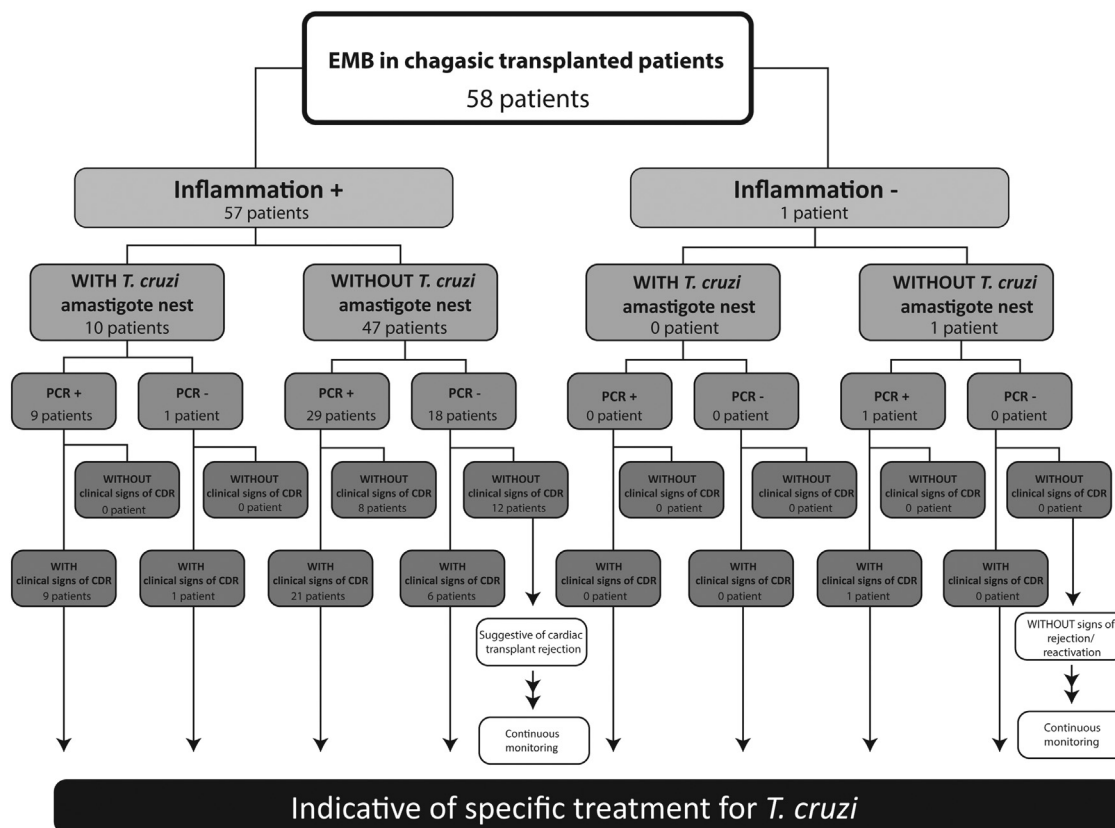 EMB in chagasic transplanted patients
58 patients
Inflammation +
57 patients
Inflammation -
1 patient
WITH T. cruzi
amastigote nest
10 patients
WITHOUT T. cruzi
amastigote nest
47 patients
WITH T. cruzi
amastigote nest
0 patient
WITHOUT T. cruzi
amastigote nest
1 patient
PCR +
9 patients
PCR -
1 patient
PCR +
29 patients
PCR -
18 patients
PCR +
0 patient
PCR -
0 patient
PCR +
1 patient
PCR -
0 patient
WITHOUT
clinical signs of CDR
0 patient
WITHOUT
clinical signs of CDR
0 patient
WITHOUT
clinical signs of CDR
8 patients
WITHOUT
clinical signs of CDR
12 patients
WITHOUT
clinical signs of CDR
0 patient
WITHOUT
clinical signs of CDR
0 patient
WITHOUT
clinical signs of CDR
0 patient
WITHOUT
clinical signs of CDR
0 patient
WITH
clinical signs of CDR
9 patients
WITH
clinical signs of CDR
1 patient
WITH
clinical signs of CDR
21 patients
WITH
clinical signs of CDR
6 patients
WITH
clinical signs of CDR
0 patient
WITH
clinical signs of CDR
0 patient
WITH
clinical signs of CDR
1 patient
WITH
clinical signs of CDR
0 patient
Suggestive of cardiac
transplant rejection
Continuous
monitoring
WITHOUT signs of
rejection/
reactivation
Continuous
monitoring
Indicative of specific treatment for T. cruzi